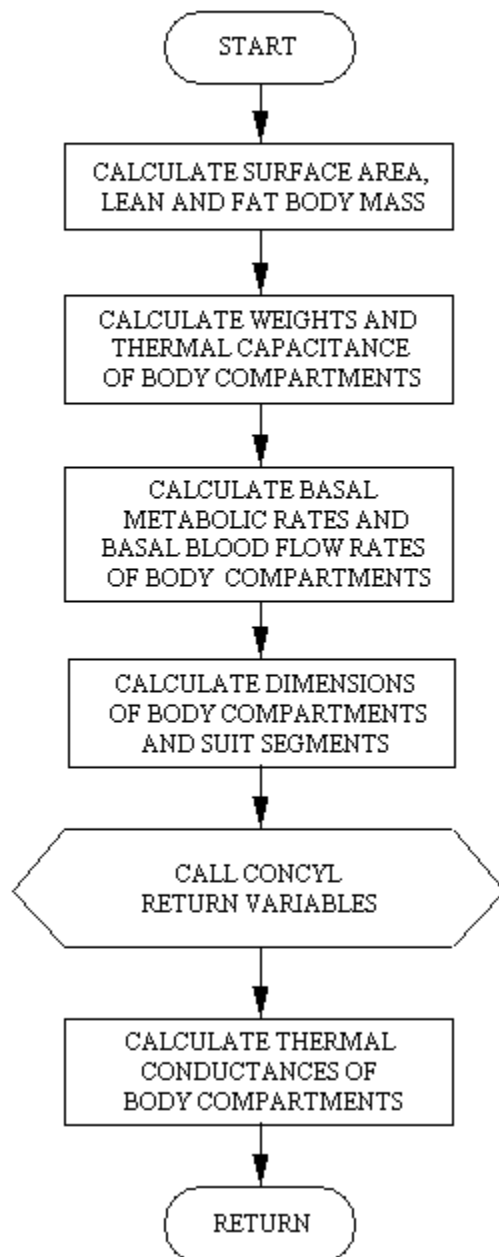 START
CALCULATE SURFACE AREA,
LEAN AND FAT BODY MASS
CALCULATE WEIGHTS AND
THERMAL CAPACITANCE
OF BODY COMPARTMENTS
CALCULATE BASAL
METABOLIC RATES AND
BASAL BLOOD FLOW RATES
OF BODY COMPARTMENTS
CALCULATE DIMENSIONS
OF BODY COMPARTMENTS
AND SUIT SEGMENTS
CALL CONCYL
RETURN VARIABLES
CALCULATE THERMAL
CONDUCTANCES OF
BODY COMPARTMENTS
RETURN